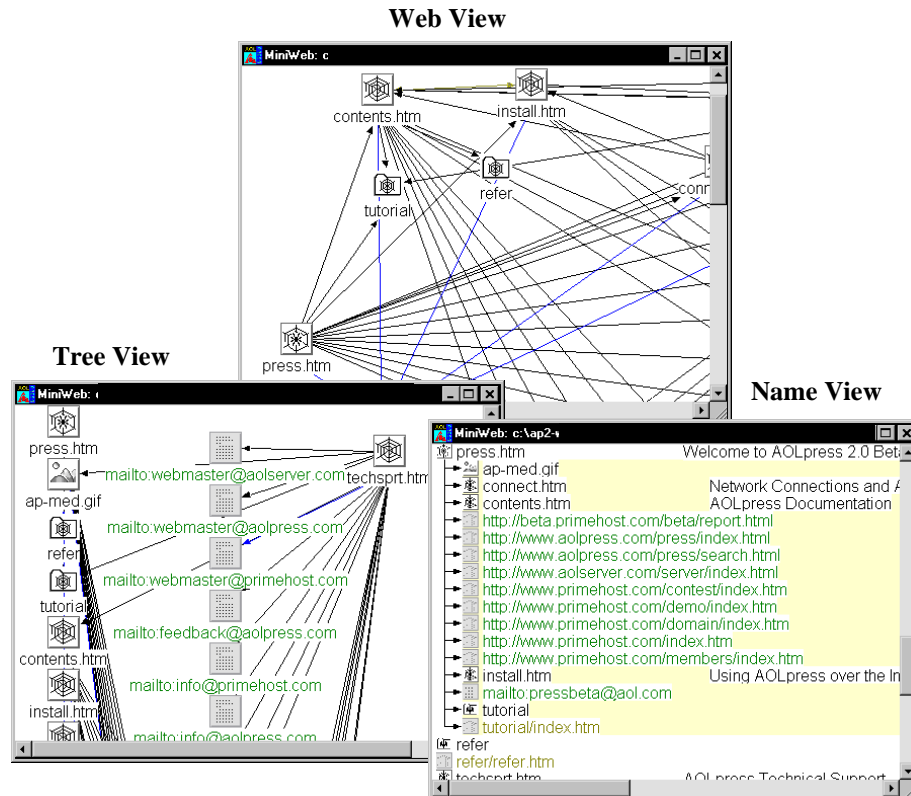 Web View
MiniWeb: c
contents.htm
install.htm
refer
tutorial
press.htm
Tree View
MiniWeb:
press.htm
ap-med.gif
refer
tutorial
contents.htm
install.htm
mailto:webmaster@aolserver.com
mailto:webmaster@aolpress.com
mailto:webmaster@primehost.com
mailto:feedback@aolpress.com
mailto:info@primehost.com
mailto:info@aolpress.com
techsprt.htm
Name View
MiniWeb: c:\ap2-
press.htm Welcome to AOLpress 2.0 Beta
ap-med.gif
connect.htm Network Connections and
contents.htm AOLpress Documentation
http://beta.primehost.com/beta/report.html
http://www.aolpress.com/press/index.html
http://www.aolpress.com/press/search.html
http://www.aolserver.com/server/index.html
http://www.primehost.com/contest/index.htm
http://www.primehost.com/demo/index.htm
http://www.primehost.com/domain/index.htm
http://www.primehost.com/index.htm
http://www.primehost.com/members/index.htm
install.htm Using AOLpress over the In
mailto:pressbeta@aol.com
tutorial
tutorial/index.htm
refer
refer/refer.htm
techsprt.htm AOLpress Technical Support